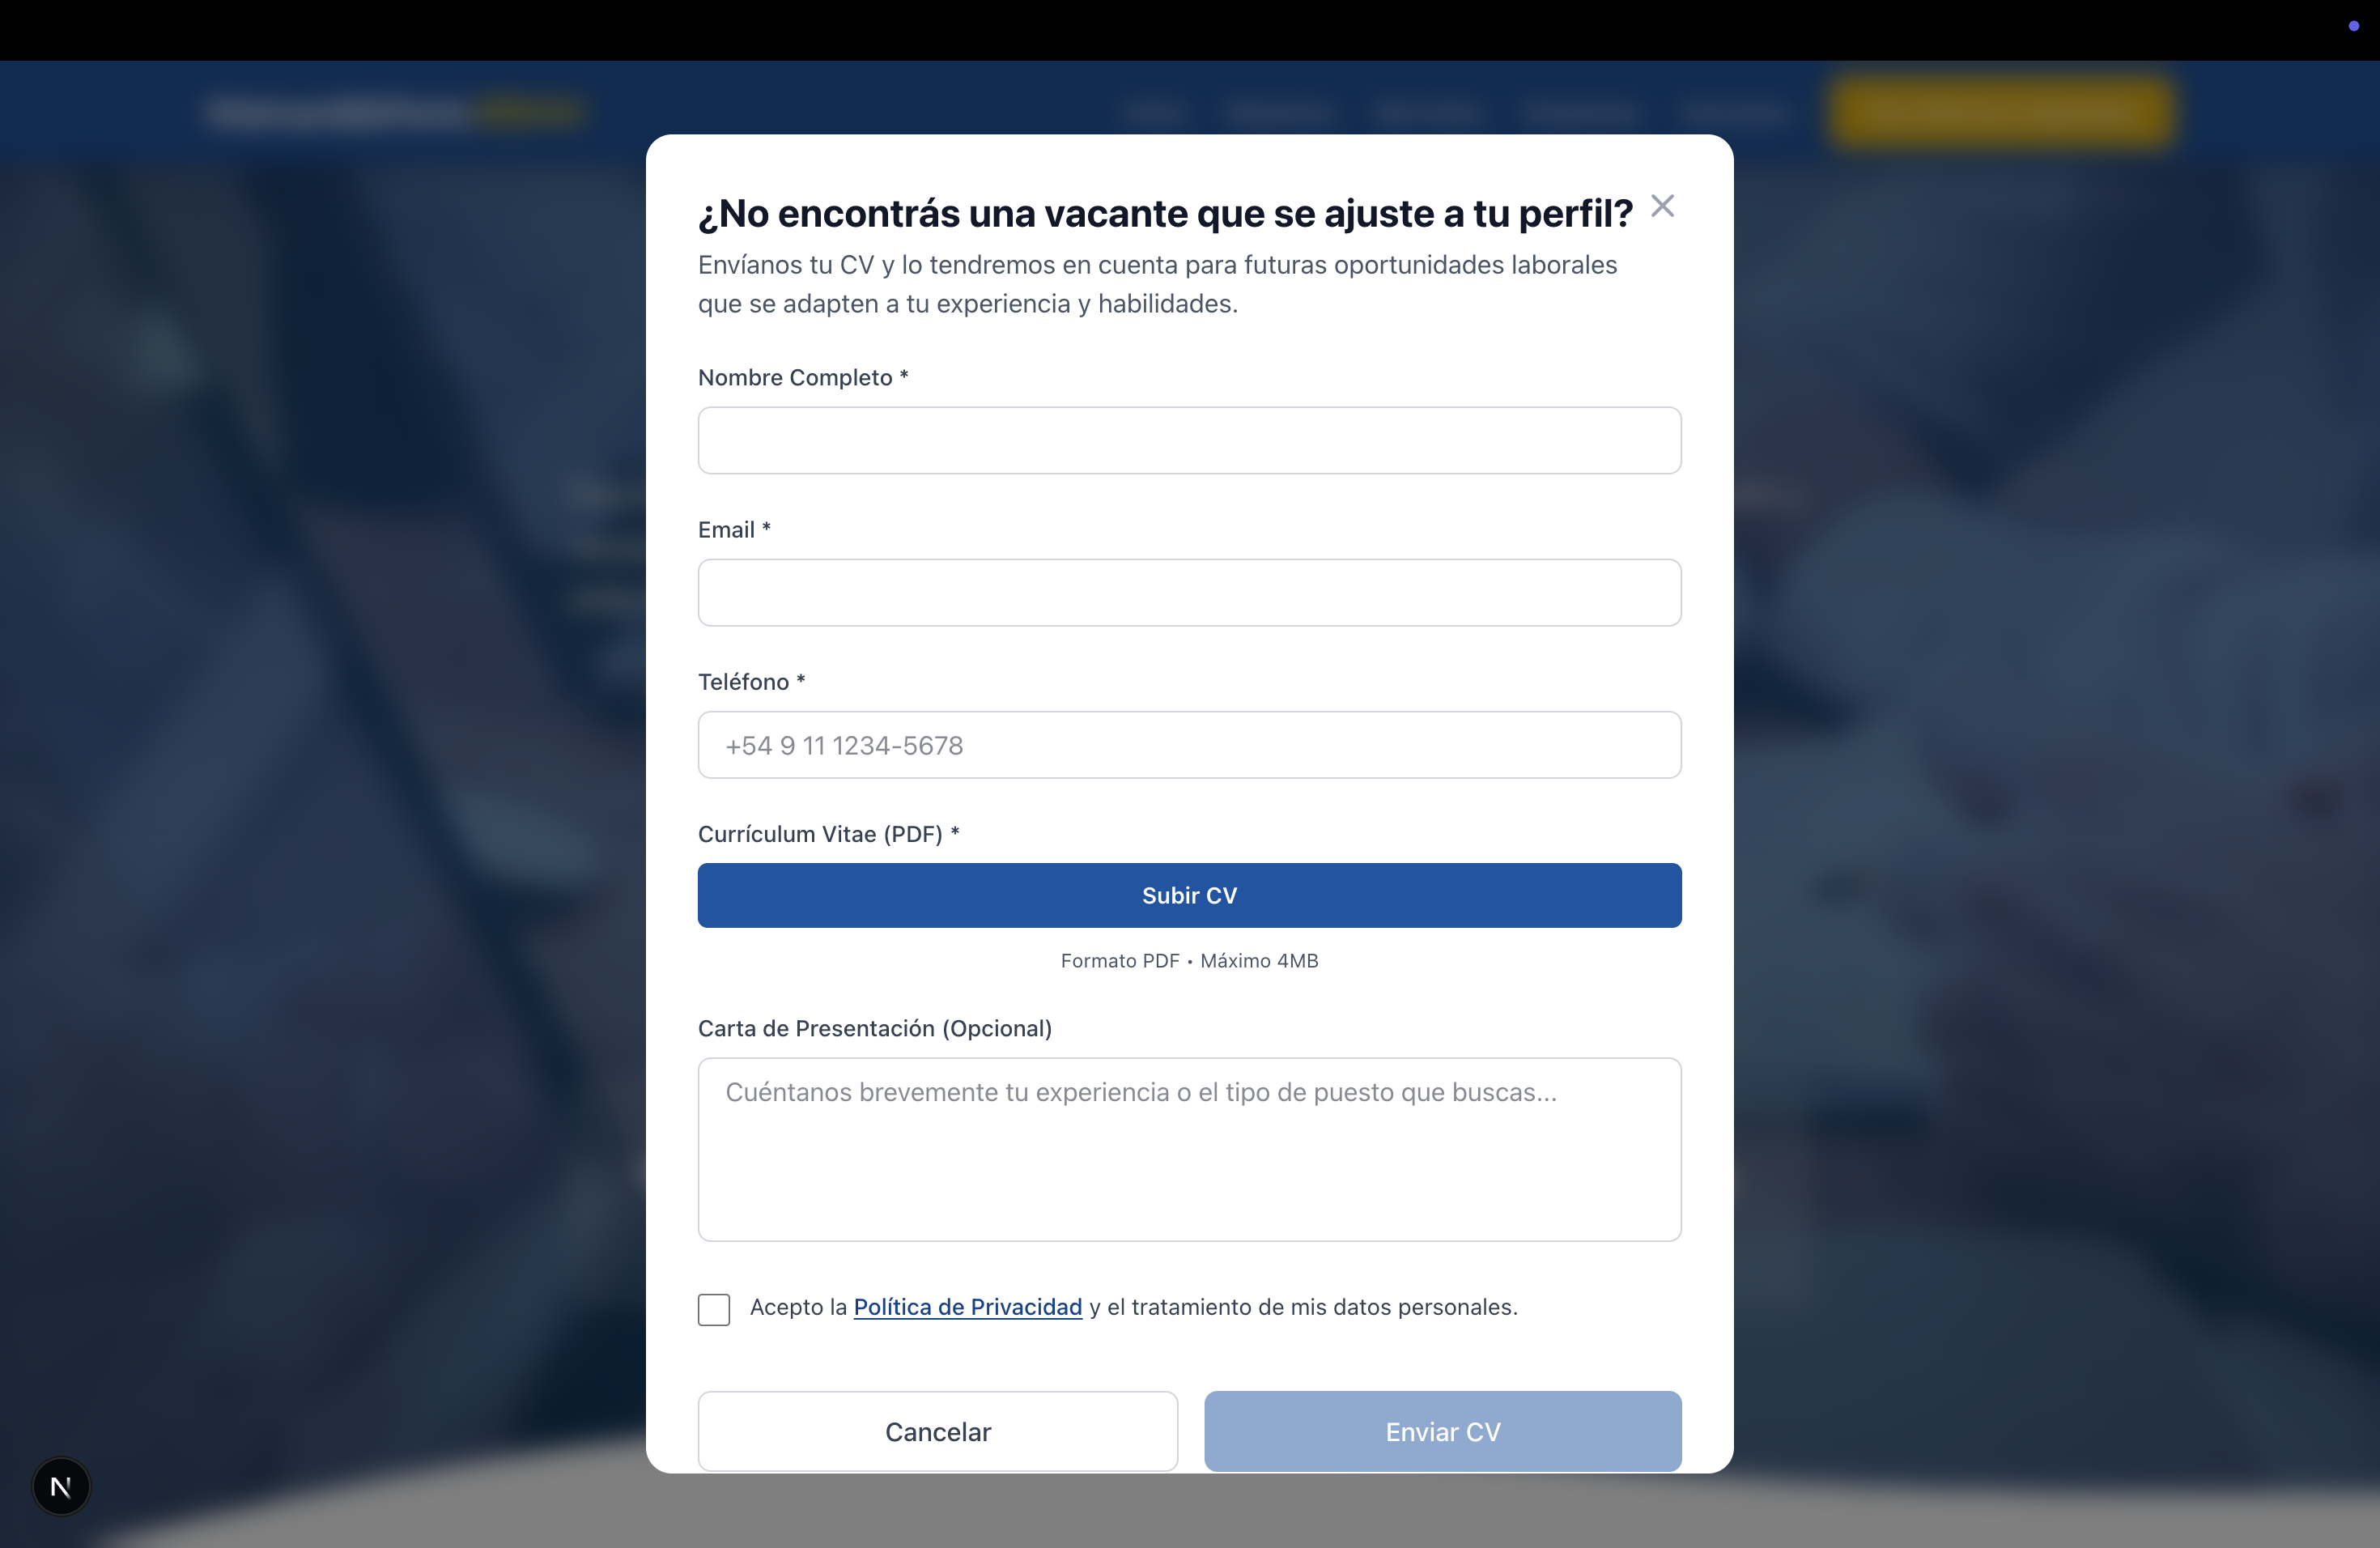 ¿No encontrás una vacante que se ajuste a tu perfil?
Envíanos tu CV y lo tendremos en cuenta para futuras oportunidades laborales
que se adapten a tu experiencia y habilidades.
Nombre Completo *
Email *
Teléfono *
+54 9 11 1234-5678
Currículum Vitae (PDF) *
Subir CV
Formato PDF • Máximo 4MB
Carta de Presentación (Opcional)
Cuéntanos brevemente tu experiencia o el tipo de puesto que buscas...
Acepto la Política de Privacidad y el tratamiento de mis datos personales.
Cancelar
Enviar CV
N